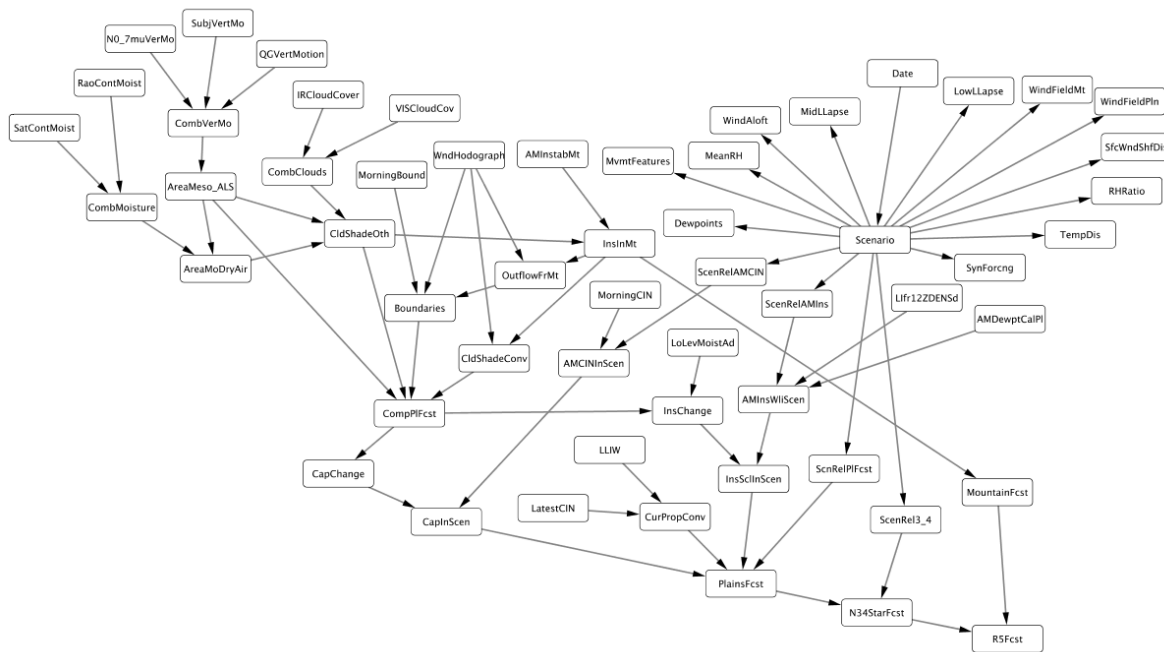 SubjVertMo
N0_7muVerMo
QGVertMotion
RaoContMoist
IRCloudCover
VISCloudCov
SatContMoist
CombVerMo
Date
LowLLapse
WindFieldMt
WindFieldPln
MidLLapse
WindAloft
SfcWndShfDis
MeanRH
MvmtFeatures
RHRatio
WndHodograph
AMInstabMt
MorningBound
CombClouds
AreaMeso_ALS
CombMoisture
CldShadeOth
Dewpoints
Scenario
TempDis
InsInMt
AreaMoDryAir
OutflowFrMt
ScenRelAMCIN
SynForcng
Boundaries
MorningCIN
ScenRelAMIns
LIfr12ZDENSd
AMDewptCalPl
CldShadeConv
AMCINInScen
LoLevMoistAd
CompPlFcst
InsChange
AMInsWliScen
LLIW
CapChange
InsSclInScen
ScnRelPlFcst
MountainFcst
LatestCIN
CurPropConv
CapInScen
ScenRel3_4
PlainsFcst
N34StarFcst
R5Fcst